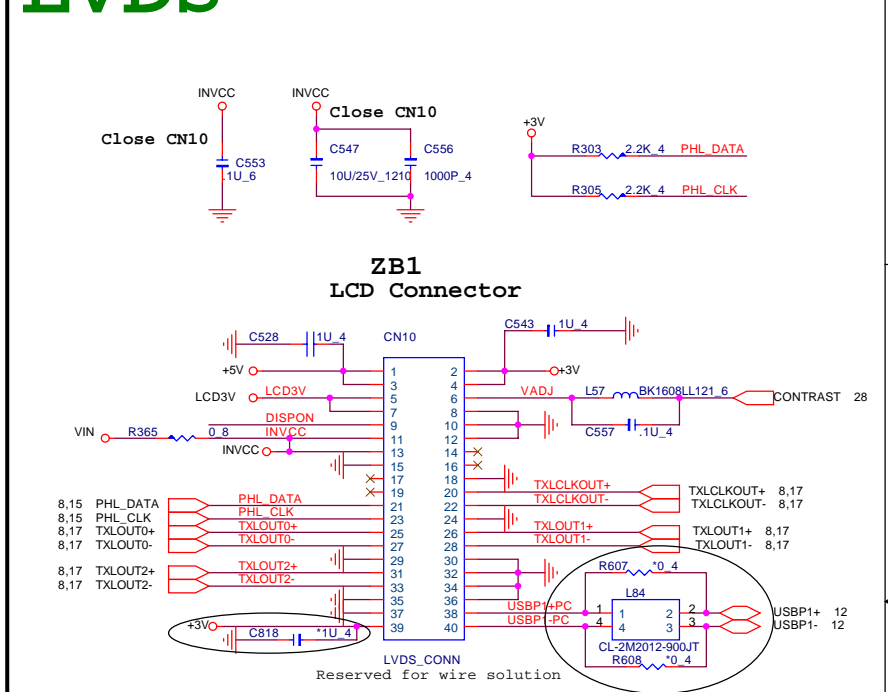 LVDS
INVCC
INVCC
Close CN10
Close CN10
C553
.1U_6
C547
10U/25V_1210
C556
1000P_4
+3V
R303 2.2K_4 PHL_DATA
R305 2.2K_4 PHL_CLK
ZB1
LCD Connector
C528 .1U_4
CN10
C543 .1U_4
+5V
1 2
+3V
3 4
LCD3V LCD3V
5 6
VADJ
L57 BK1608LL121_6
CONTRAST 28
7 8
DISPON
9 10
C557 .1U_4
VIN R365 0_8 INVCC
11 12
INVCC
13 14
15 16
17 18
19 20
TXLCLKOUT+
TXLCLKOUT+ 8,17
8,15 PHL_DATA PHL_DATA
21 22
TXLCLKOUT-
TXLCLKOUT- 8,17
8,15 PHL_CLK PHL_CLK
23 24
8,17 TXLOUT0+ TXLOUT0+
25 26
TXLOUT1+
TXLOUT1+ 8,17
8,17 TXLOUT0- TXLOUT0-
27 28
TXLOUT1-
TXLOUT1- 8,17
29 30
8,17 TXLOUT2+ TXLOUT2+
31 32
8,17 TXLOUT2- TXLOUT2-
33 34
35 36
R607 *0_4
L84
37 38
USBP1+PC
1 1 2 2
USBP1+ 12
+3V
39 40
USBP1-PC
4 4 3 3
USBP1- 12
C818 *1U_4
CL-2M2012-900JT
R608 *0_4
LVDS_CONN
Reserved for wire solution